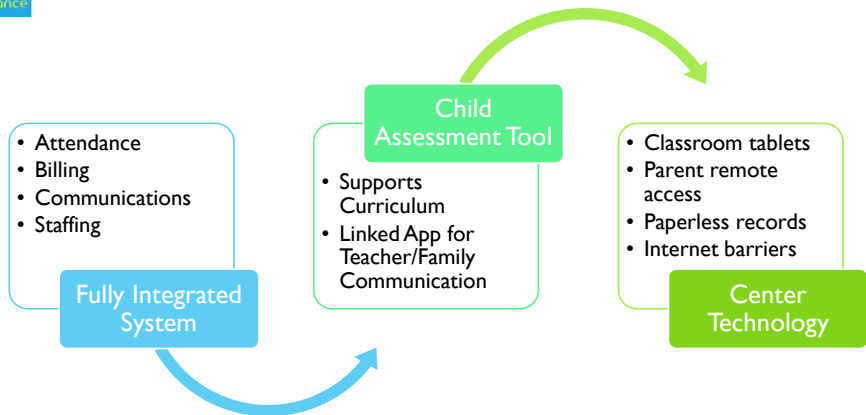 • Attendance
• Billing
• Communications
• Staffing
Fully Integrated
System
Child
Assessment Tool
• Supports
Curriculum
• Linked App for
Teacher/Family
Communication
• Classroom tablets
• Parent remote
access
• Paperless records
• Internet barriers
Center
Technology